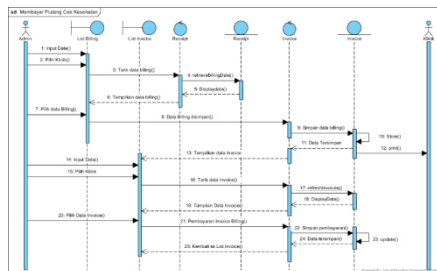 sd Membayar Piutang Cek Kesehatan
Admin
List Billing
List Invoice
Receipt
Receipt
Invoice
Invoice
Klinik
1: Input Date()
2: Pilih Klinik()
3: Tarik data billing()
4: retrieveBillingData()
5: Displaydata()
6: Tampilkan data billing()
7: Pilih data Billing()
8: Data Billing disimpan()
9: Simpan data billing()
10: Store()
11: Data Tersimpan
12: print()
13: Tampilkan data Invoice
14: Input Date()
15: Pilih Klinik
16: Tarik data Invoice()
17: selectInvoices()
18: DisplayData()
19: Tampilan Data Invoice()
20: Pilih Data Invoice()
21: Pembayaran Invoice Billing()
22: Simpan pembayaran()
23: update()
24: Data tersimpan()
25: Kembali ke List Invoice()